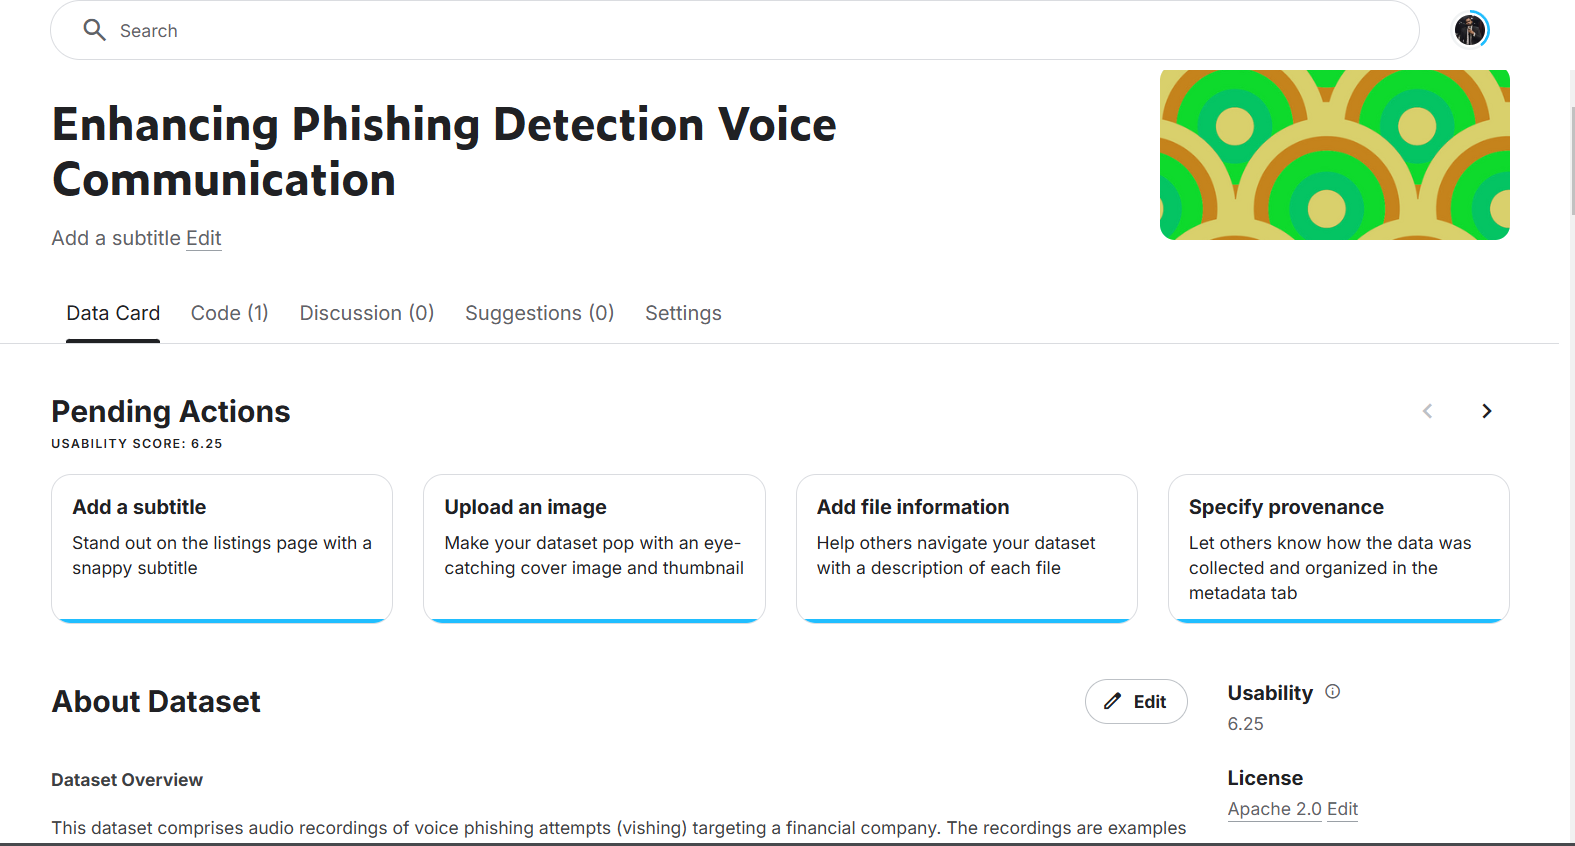 Search
Enhancing Phishing Detection Voice
Communication
Add a subtitle Edit
Data Card Code (1) Discussion (0) Suggestions (0) Settings
Pending Actions
USABILITY SCORE: 6.25
Add a subtitle
Stand out on the listings page with a
snappy subtitle
Upload an image
Make your dataset pop with an eye-
catching cover image and thumbnail
Add file information
Help others navigate your dataset
with a description of each file
Specify provenance
Let others know how the data was
collected and organized in the
metadata tab
About Dataset
Edit
Dataset Overview
This dataset comprises audio recordings of voice phishing attempts (vishing) targeting a financial company. The recordings are examples
Usability
6.25
License
Apache 2.0 Edit